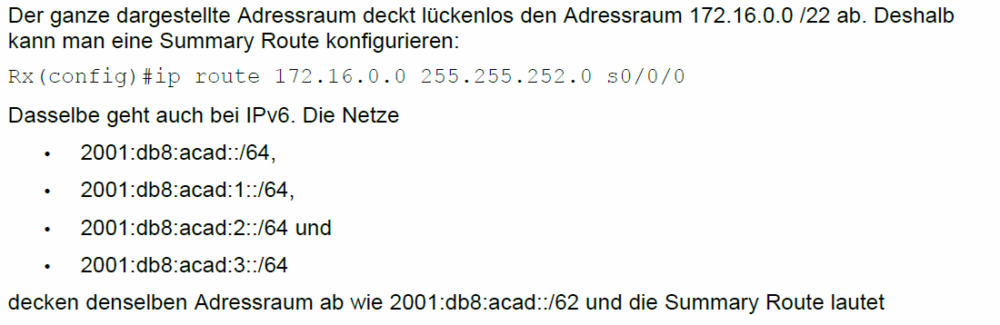 Der ganze dargestellte Adressraum deckt lückenlos den Adressraum 172.16.0.0 /22 ab. Deshalb
kann man eine Summary Route konfigurieren:
Rx(config)#ip route 172.16.0.0 255.255.252.0 s0/0/0
Dasselbe geht auch bei IPv6. Die Netze
• 2001:db8:acad::/64,
• 2001:db8:acad:1::/64,
• 2001:db8:acad:2::/64 und
• 2001:db8:acad:3::/64
decken denselben Adressraum ab wie 2001:db8:acad::/62 und die Summary Route lautet